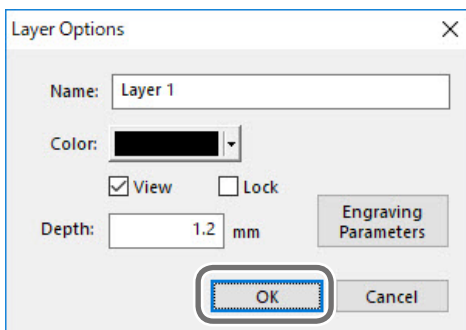 Layer Options
Name: Layer 1
Color:
View Lock
Depth: 1.2 mm
Engraving
Parameters
OK Cancel